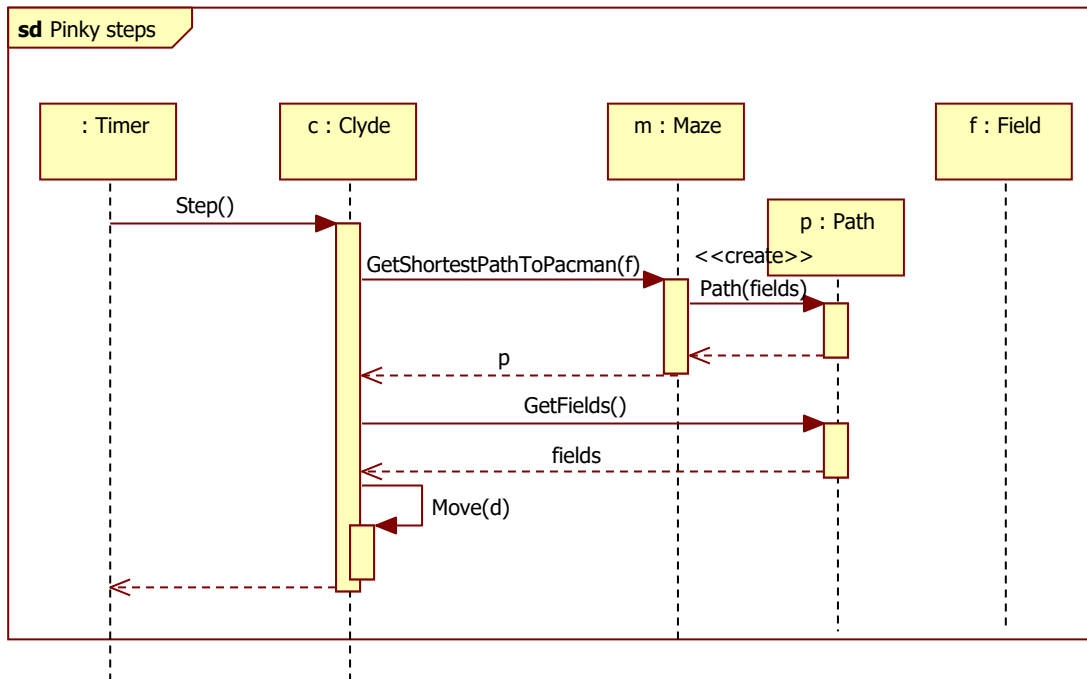 sd Pinky steps
: Timer
c : Clyde
m : Maze
f : Field
p : Path
Step()
<<create>>
GetShortestPathToPacman(f)
Path(fields)
p
GetFields()
fields
Move(d)